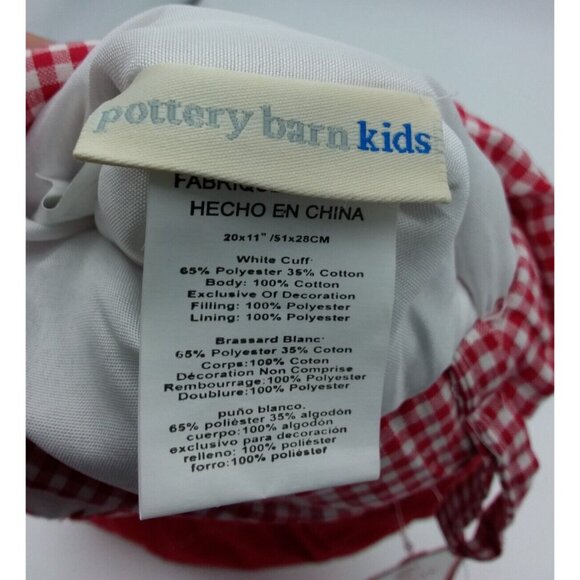 pottery barn kids
HECHO EN CHINA
20x11" /51x28CM
White Cuff
65% Polyester 35% Cotton
Body: 100% Cotton
Exclusive Of Decoration
Filling: 100% Polyester
Lining: 100% Polyester
Brassard Blanc
65% Polyester 35% Coton
Corps:100% Coton
Décoration Non Comprise
Rembourrage:100% Polyester
Doublure:100% Polyester
puño blanco.
65% poliéster 35% algodón
cuerpo:100% algodón
exclusivo para decoración
relleno: 100% poliéster
forro:100% poliéster